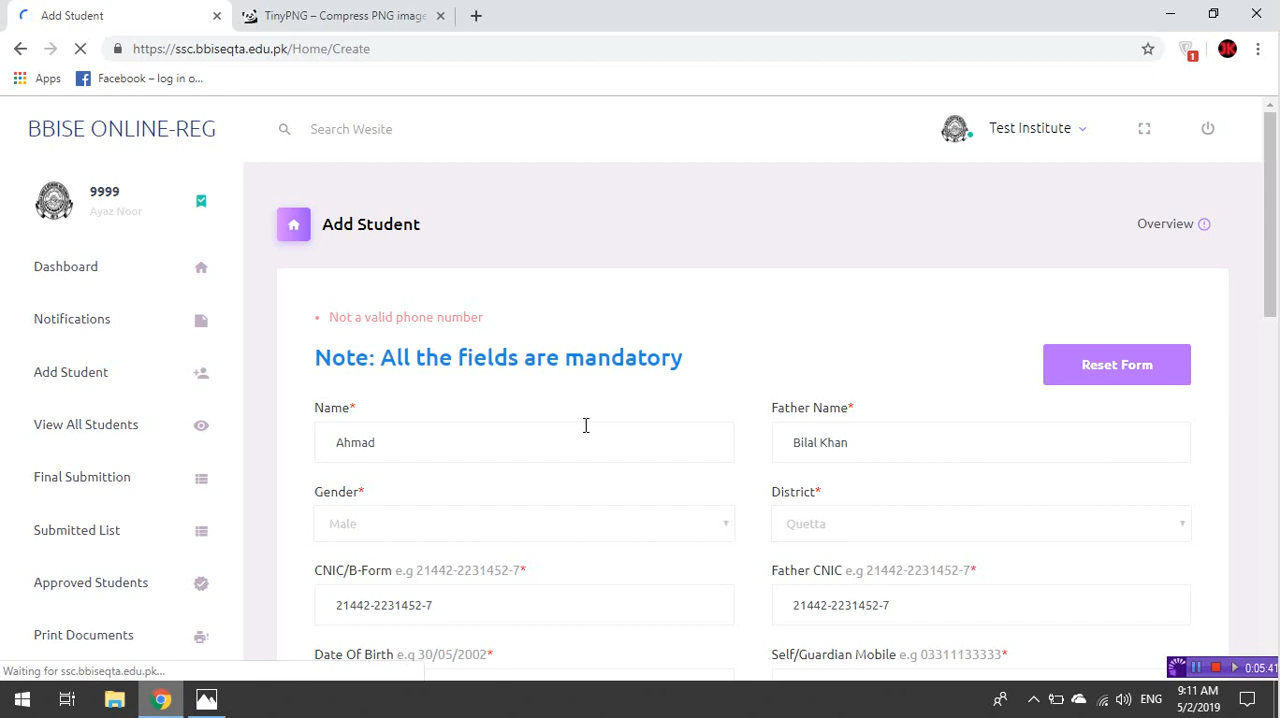 Add Student
TinyPNG – Compress PNG image
https://ssc.bbiseqta.edu.pk/Home/Create
1
JK
Apps
Facebook – log in o...
BBISE ONLINE-REG
Search Wesite
Test Institute
9999
Ayaz Noor
Add Student
Overview
Dashboard
Notifications
Add Student
View All Students
Final Submittion
Submitted List
Approved Students
Print Documents
• Not a valid phone number
Note: All the fields are mandatory
Reset Form
Name*
Father Name*
Ahmad
Bilal Khan
Gender*
District*
Male
Quetta
CNIC/B-Form e.g 21442-2231452-7*
Father CNIC e.g 21442-2231452-7*
21442-2231452-7
21442-2231452-7
Date Of Birth e.g 30/05/2002*
Self/Guardian Mobile e.g 03311133333*
Waiting for ssc.bbiseqta.edu.pk...
00:05:41
ENG
9:11 AM
5/2/2019